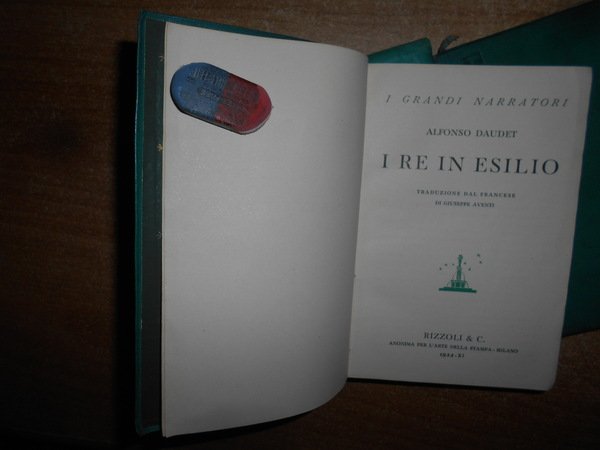 I GRANDI NARRATORI
ALFONSO DAUDET
I RE IN ESILIO
TRADUZIONE DAL FRANCESE
DI GIUSEPPE AVENTI
RIZZOLI & C.
ANONIMA PER L'ARTE DELLA STAMPA - MILANO